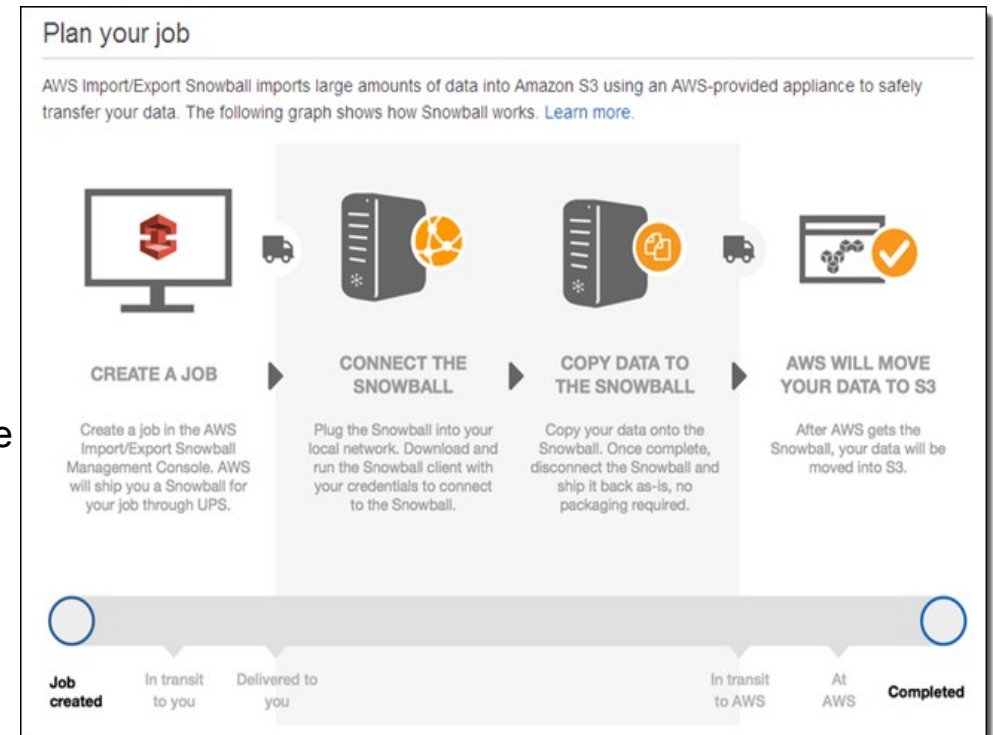 Plan your job
AWS Import/Export Snowball imports large amounts of data into Amazon S3 using an AWS-provided appliance to safely
transfer your data. The following graph shows how Snowball works. Learn more.
CREATE A JOB
Create a job in the AWS
Import/Export Snowball
Management Console. AWS
will ship you a Snowball for
your job through UPS.
CONNECT THE
SNOWBALL
Plug the Snowball into your
local network. Download and
run the Snowball client with
your credentials to connect
to the Snowball.
COPY DATA TO
THE SNOWBALL
Copy your data onto the
Snowball. Once complete,
disconnect the Snowball and
ship it back as-is, no
packaging required.
AWS WILL MOVE
YOUR DATA TO S3
After AWS gets the
Snowball, your data will be
moved into S3.
e
Job
created
In transit
to you
Delivered to
you
In transit
to AWS
At
AWS
Completed